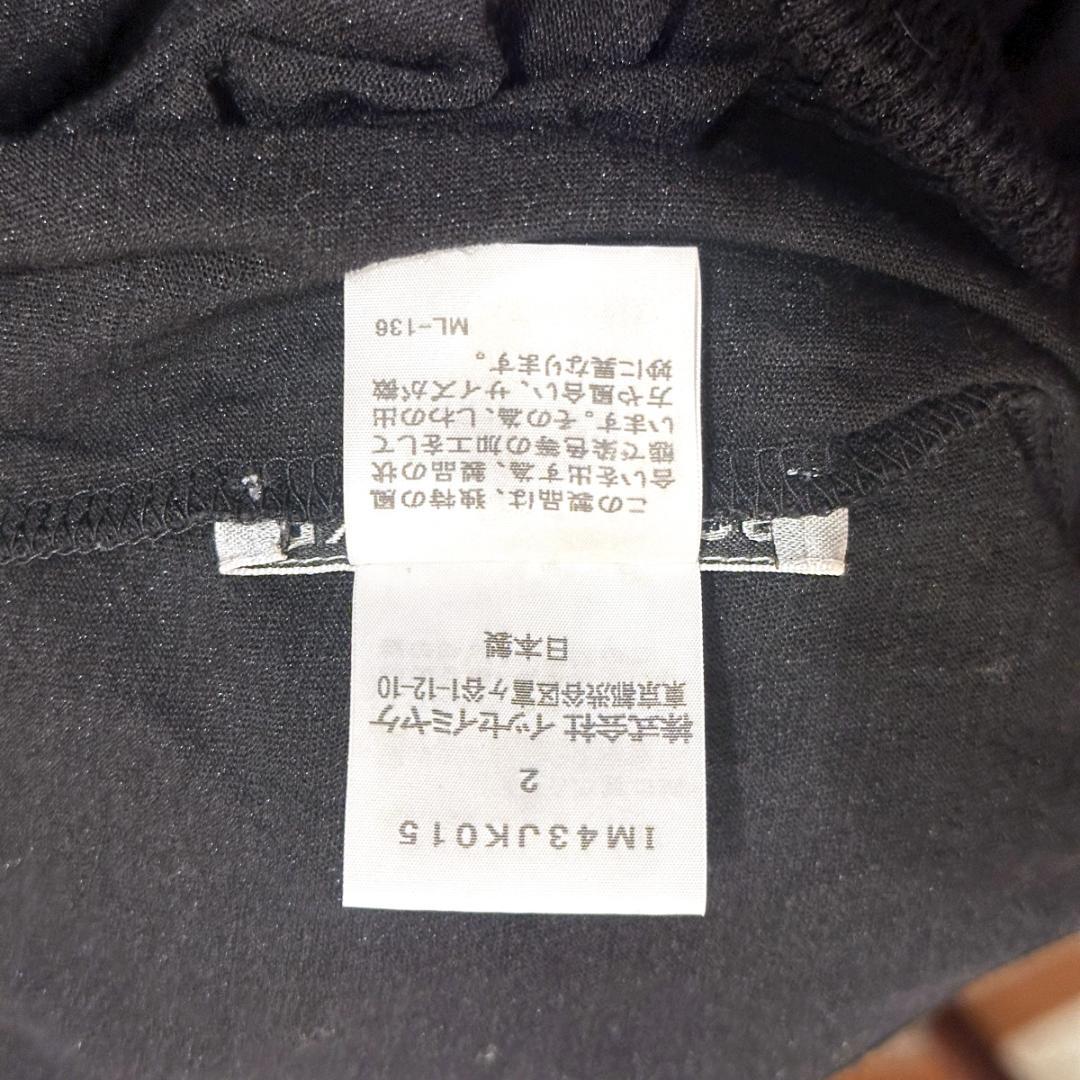 IM43JK015
2
株式会社 イッセイミヤケ
東京都渋谷区富ヶ谷1-12-10
日本製
この製品は、独特の風
合いを出す為、製品の状
態で染色等の加工をして
います。その為、しわの出
方や風合い、サイズが微
妙に異なります。
ML-136